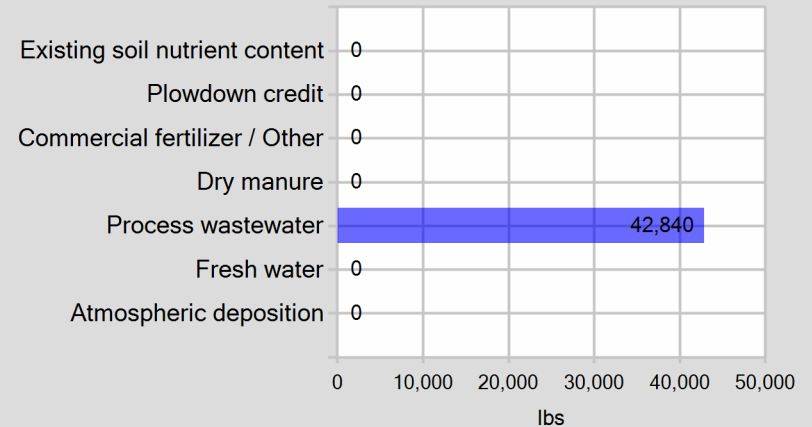 Existing soil nutrient content 0
Plowdown credit 0
Commercial fertilizer / Other 0
Dry manure 0
Process wastewater 42,840
Fresh water 0
Atmospheric deposition 0
0 10,000 20,000 30,000 40,000 50,000
lbs